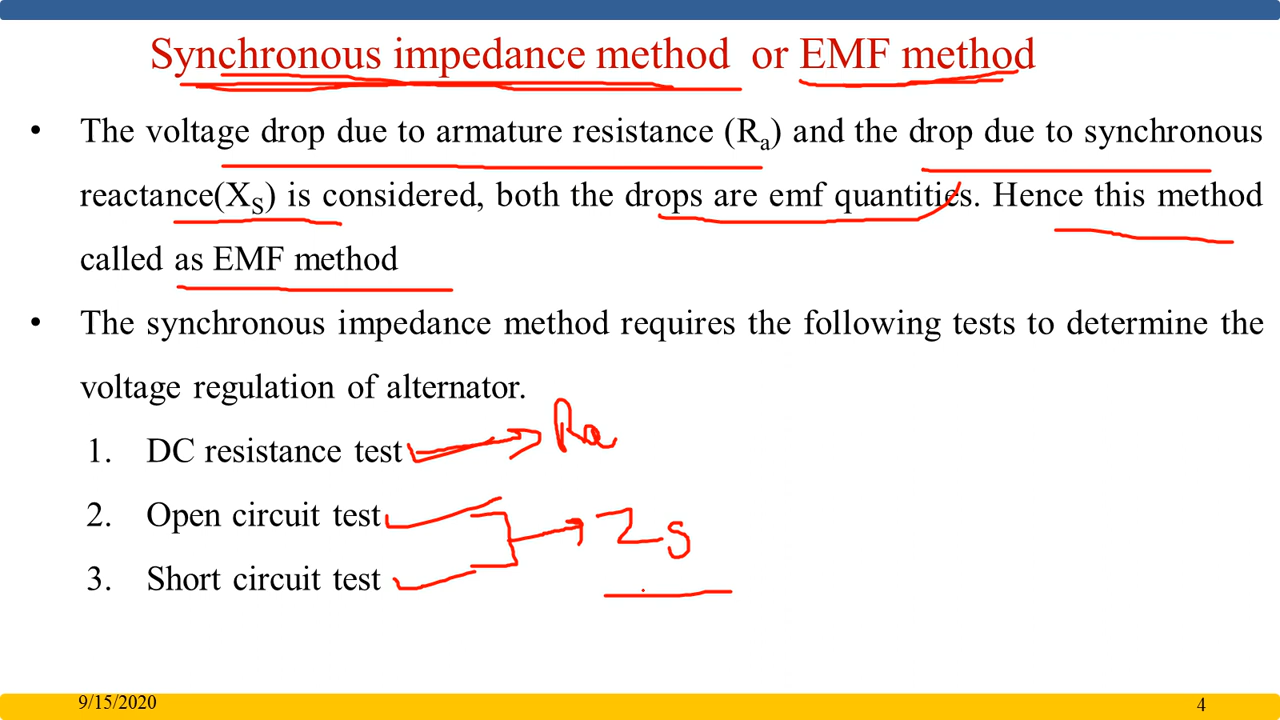 Synchronous impedance method or EMF method
• The voltage drop due to armature resistance (Ra) and the drop due to synchronous
reactance(XS) is considered, both the drops are emf quantities. Hence this method
called as EMF method
• The synchronous impedance method requires the following tests to determine the
voltage regulation of alternator.
1. DC resistance test Ra
2. Open circuit test
Zs
3. Short circuit test
9/15/2020 4